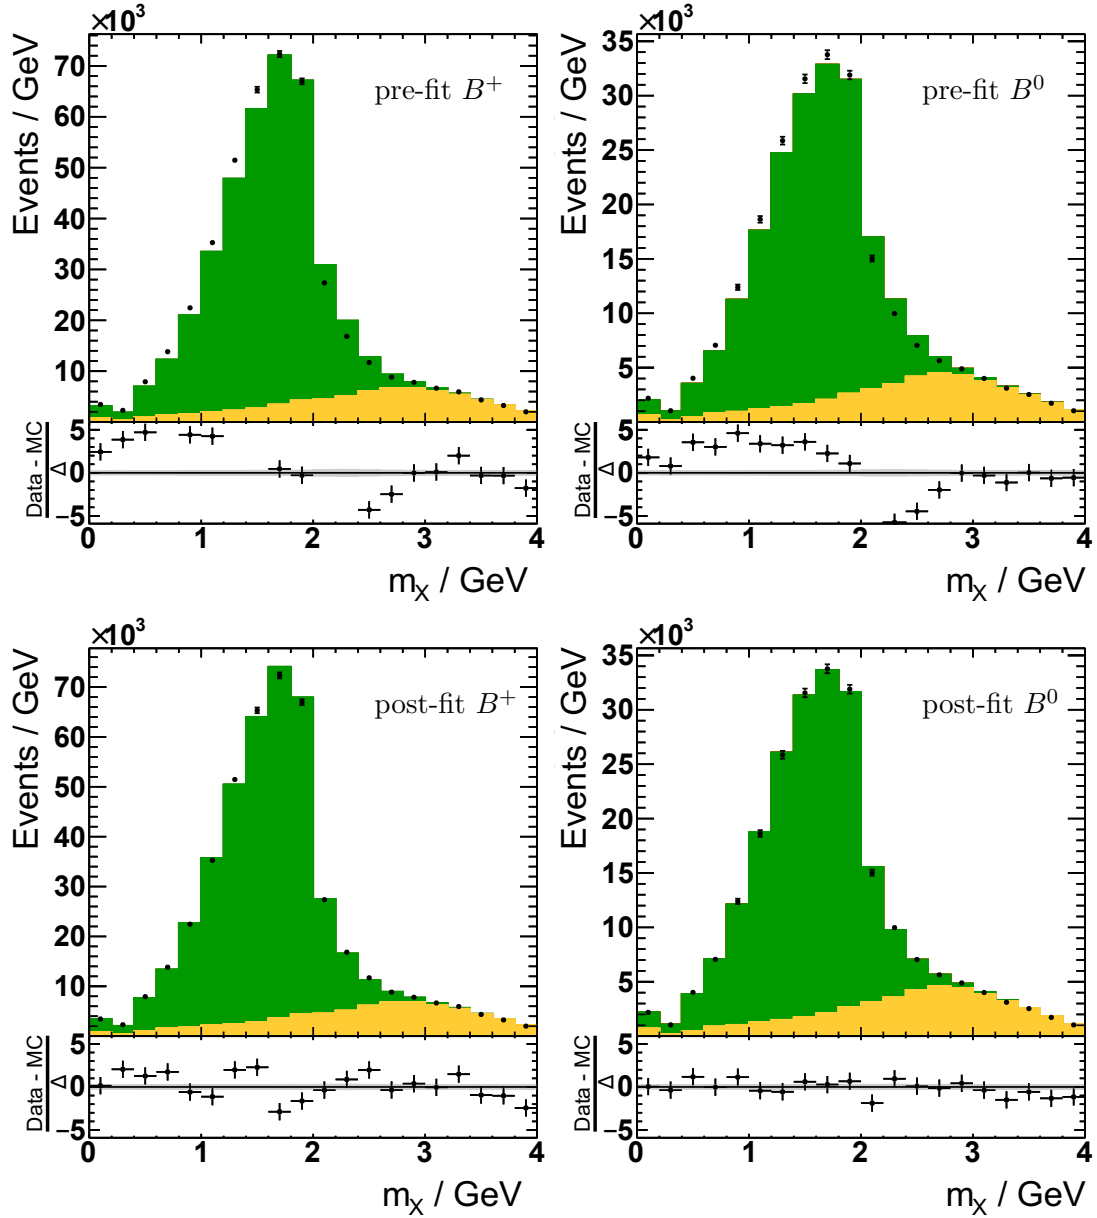 ×10³
Events / GeV
70
60
50
40
30
20
10
pre-fit B⁺
Data - MC
Δ
5
0
−5
0 1 2 3 4
m_X / GeV
×10³
Events / GeV
35
30
25
20
15
10
5
pre-fit B⁰
Data - MC
Δ
5
0
−5
0 1 2 3 4
m_X / GeV
×10³
Events / GeV
70
60
50
40
30
20
10
post-fit B⁺
Data - MC
Δ
5
0
−5
0 1 2 3 4
m_X / GeV
×10³
Events / GeV
35
30
25
20
15
10
5
post-fit B⁰
Data - MC
Δ
5
0
−5
0 1 2 3 4
m_X / GeV